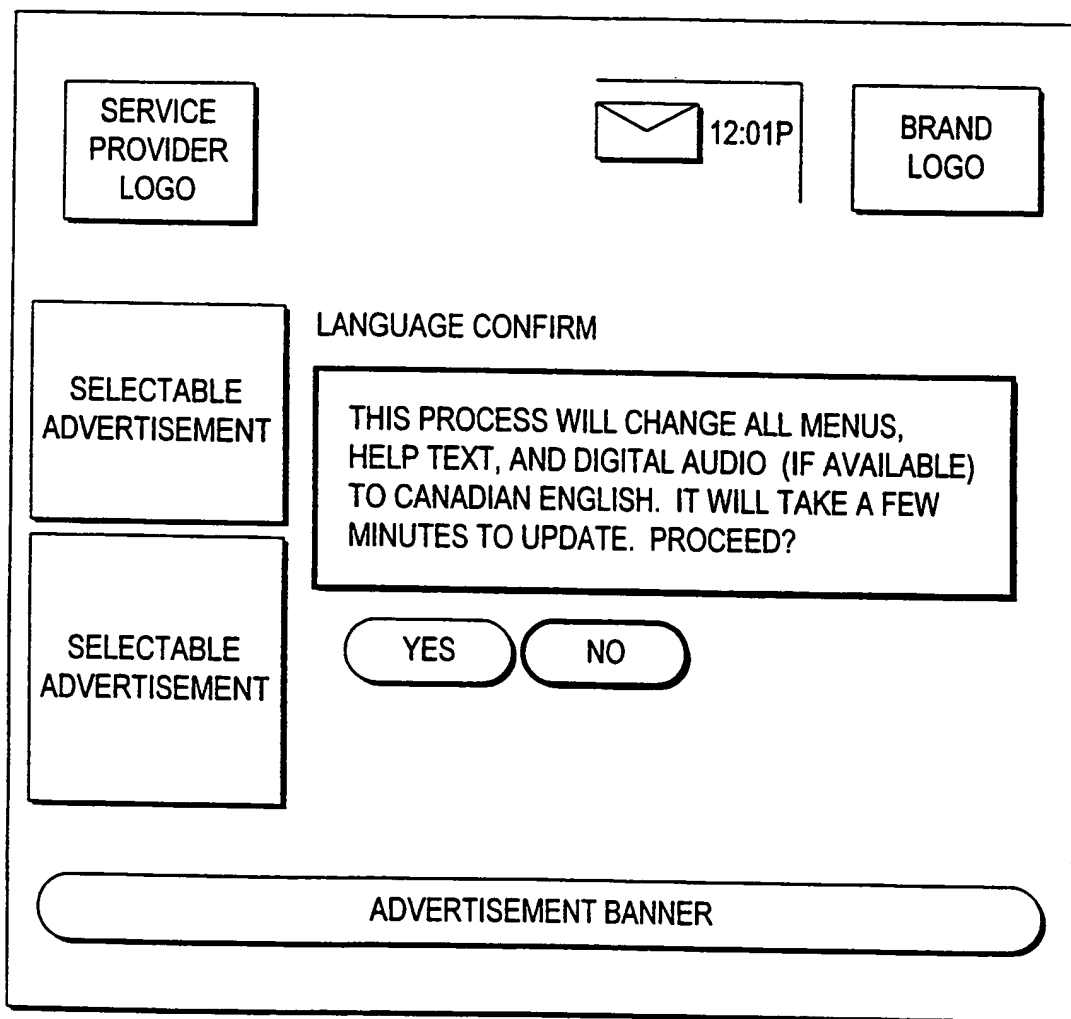 SERVICE
PROVIDER
LOGO
12:01P
BRAND
LOGO
SELECTABLE
ADVERTISEMENT
LANGUAGE CONFIRM
THIS PROCESS WILL CHANGE ALL MENUS,
HELP TEXT, AND DIGITAL AUDIO (IF AVAILABLE)
TO CANADIAN ENGLISH. IT WILL TAKE A FEW
MINUTES TO UPDATE. PROCEED?
SELECTABLE
ADVERTISEMENT
YES NO
ADVERTISEMENT BANNER